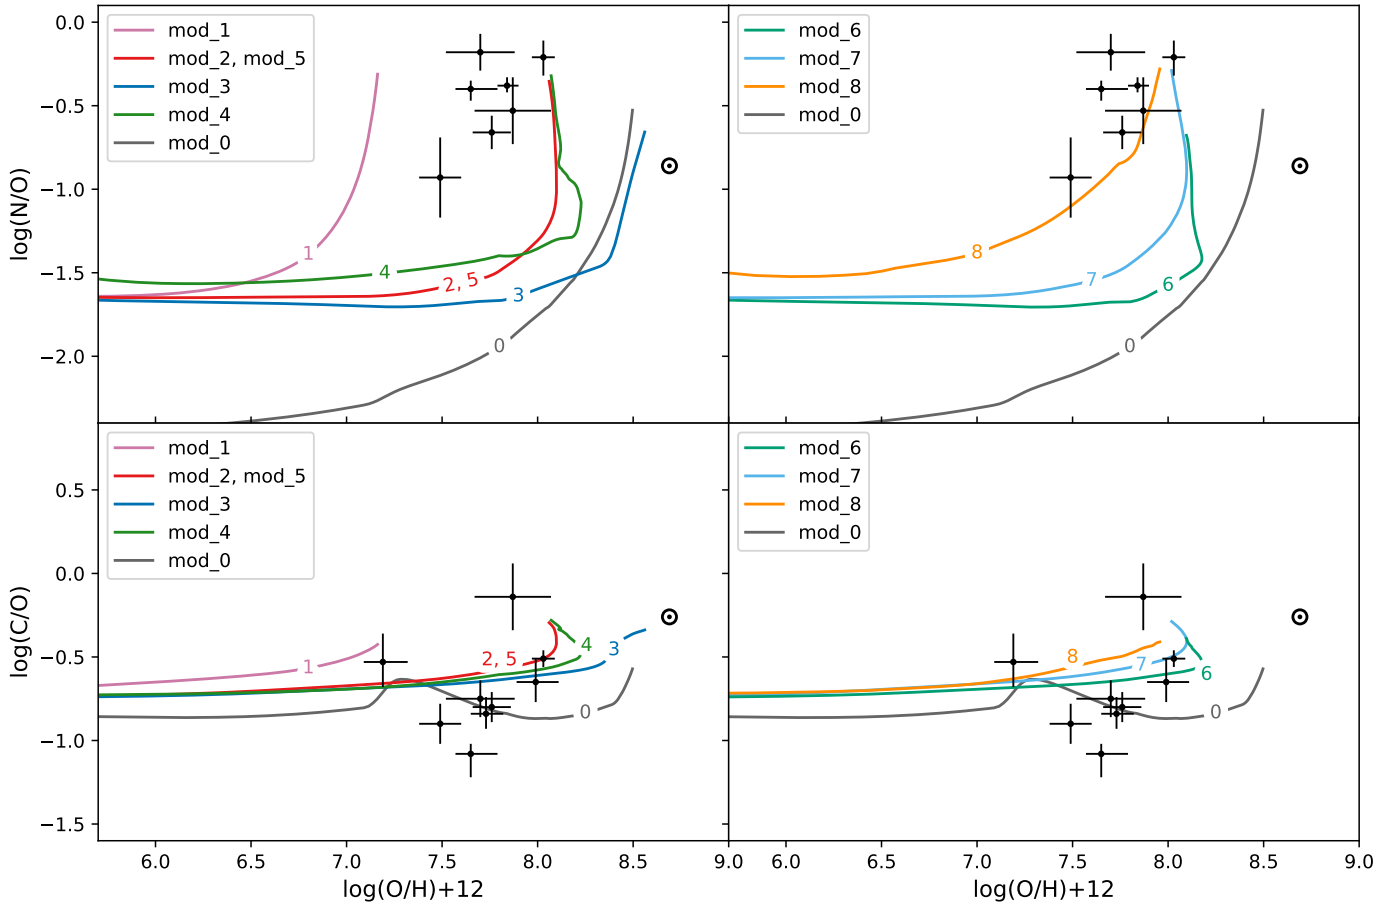 0.0
−0.5
−1.0
−1.5
−2.0
log(N/O)
mod_1
mod_2, mod_5
mod_3
mod_4
mod_0
1
4
2, 5
3
0
mod_6
mod_7
mod_8
mod_0
8
7
6
0
0.5
0.0
−0.5
−1.0
−1.5
log(C/O)
mod_1
mod_2, mod_5
mod_3
mod_4
mod_0
1
2, 5
4
3
0
mod_6
mod_7
mod_8
mod_0
8
7
6
0
6.0 6.5 7.0 7.5 8.0 8.5 9.0 6.0 6.5 7.0 7.5 8.0 8.5 9.0
log(O/H)+12 log(O/H)+12